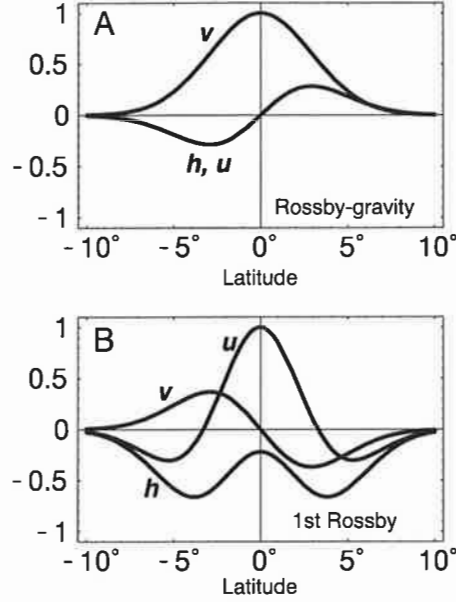 A
1
v
0.5
0
- 0.5
h, u
- 1
Rossby-gravity
-10° -5° 0° 5° 10°
Latitude
B
1
u
0.5
v
0
- 0.5
h
- 1
1st Rossby
-10° -5° 0° 5° 10°
Latitude